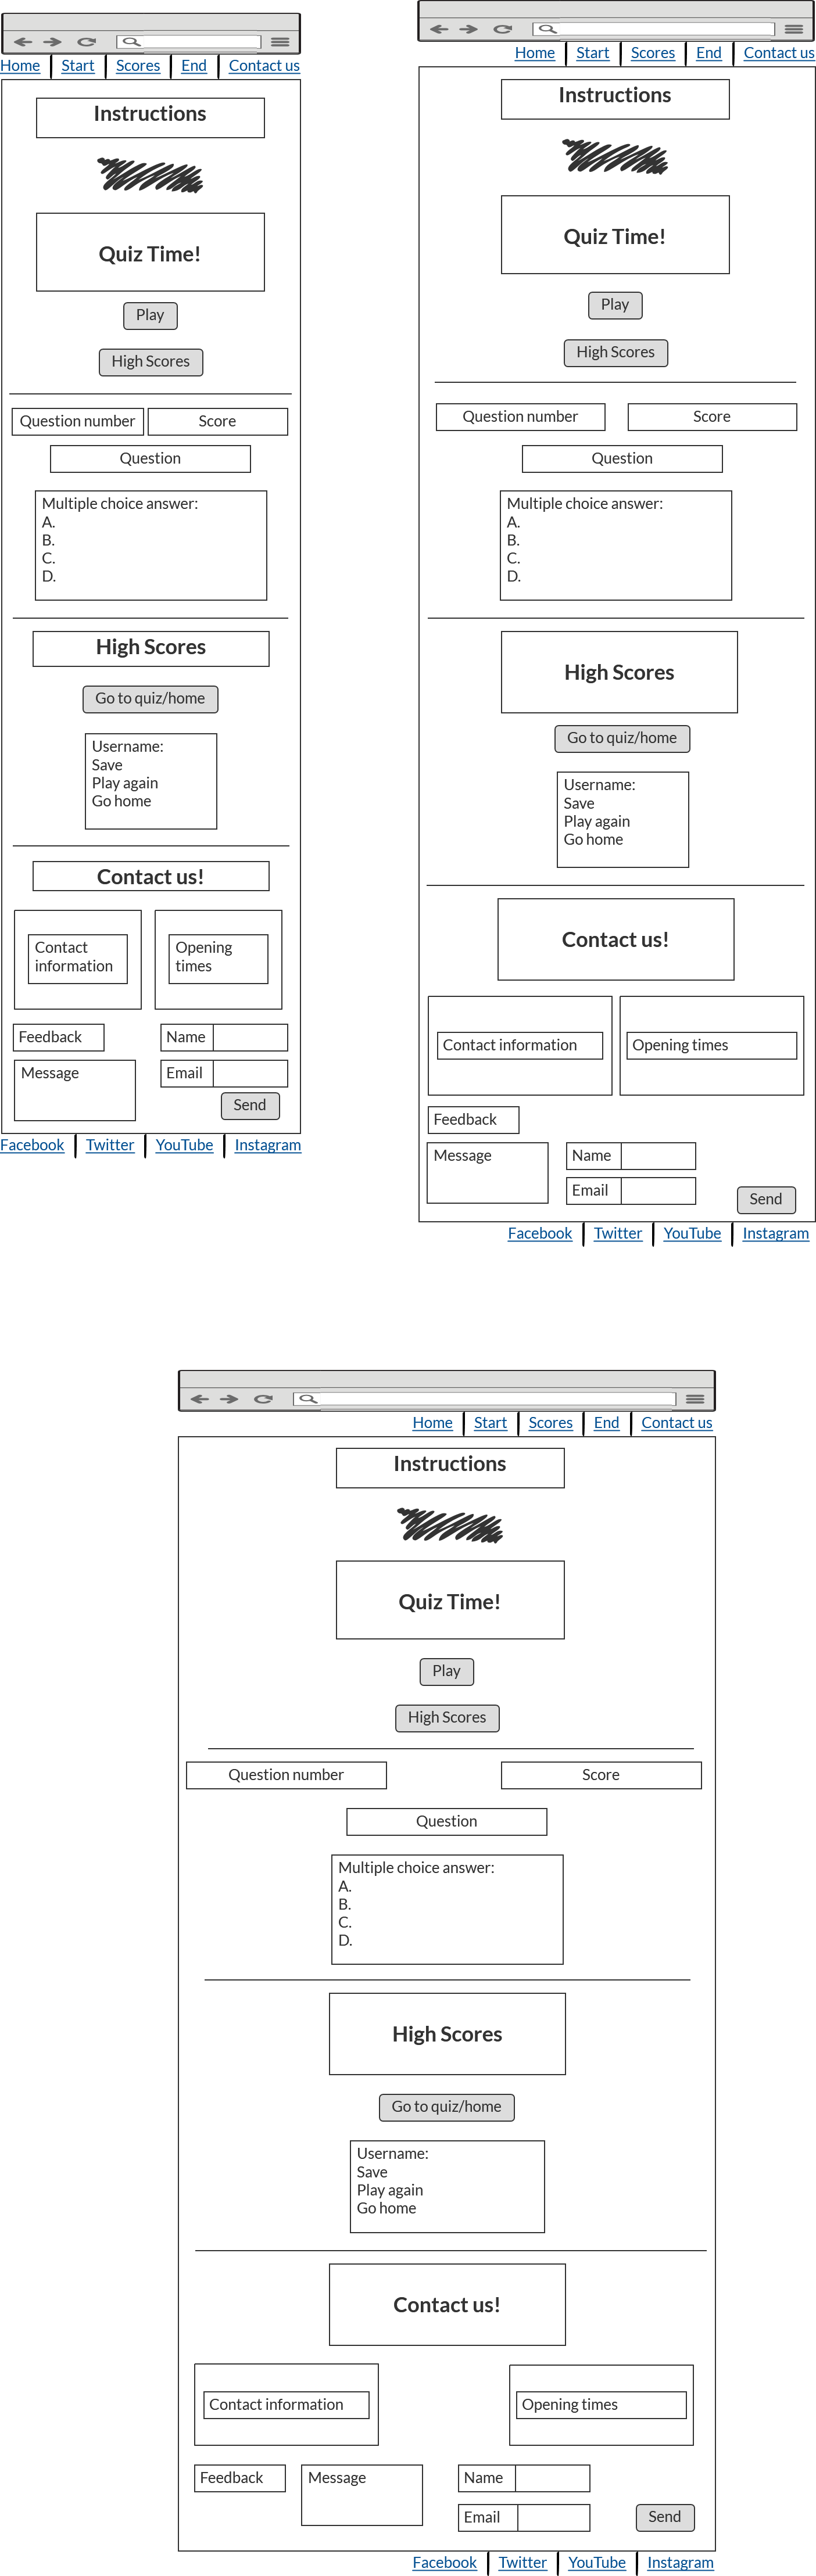 Home Start Scores End Contact us
Instructions
Quiz Time!
Play
High Scores
Question number Score
Question
Multiple choice answer:
A.
B.
C.
D.
High Scores
Go to quiz/home
Username:
Save
Play again
Go home
Contact us!
Contact
information
Opening
times
Feedback
Name
Message
Email
Send
Facebook Twitter YouTube Instagram
Home Start Scores End Contact us
Instructions
Quiz Time!
Play
High Scores
Question number Score
Question
Multiple choice answer:
A.
B.
C.
D.
High Scores
Go to quiz/home
Username:
Save
Play again
Go home
Contact us!
Contact information
Opening times
Feedback
Message
Name
Email
Send
Facebook Twitter YouTube Instagram
Home Start Scores End Contact us
Instructions
Quiz Time!
Play
High Scores
Question number Score
Question
Multiple choice answer:
A.
B.
C.
D.
High Scores
Go to quiz/home
Username:
Save
Play again
Go home
Contact us!
Contact information
Opening times
Feedback
Message
Name
Email
Send
Facebook Twitter YouTube Instagram